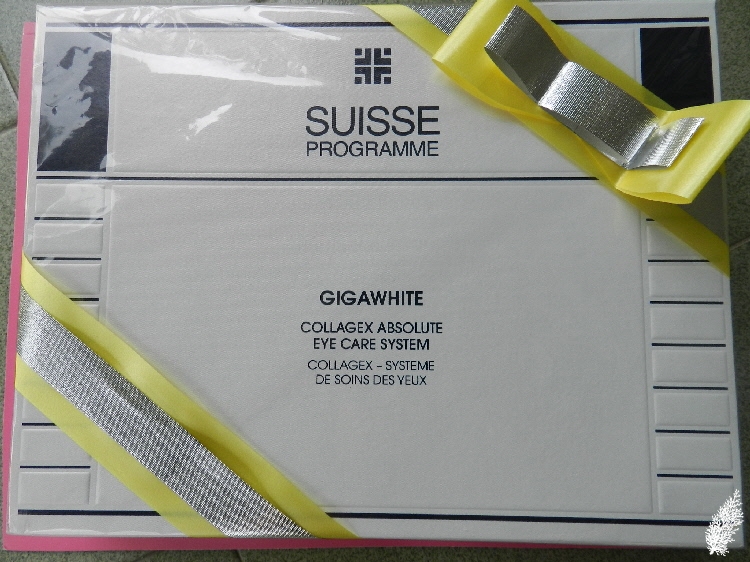 SUISSE
PROGRAMME
GIGAWHITE
COLLAGEX ABSOLUTE
EYE CARE SYSTEM
COLLAGEX – SYSTEME
DE SOINS DES YEUX